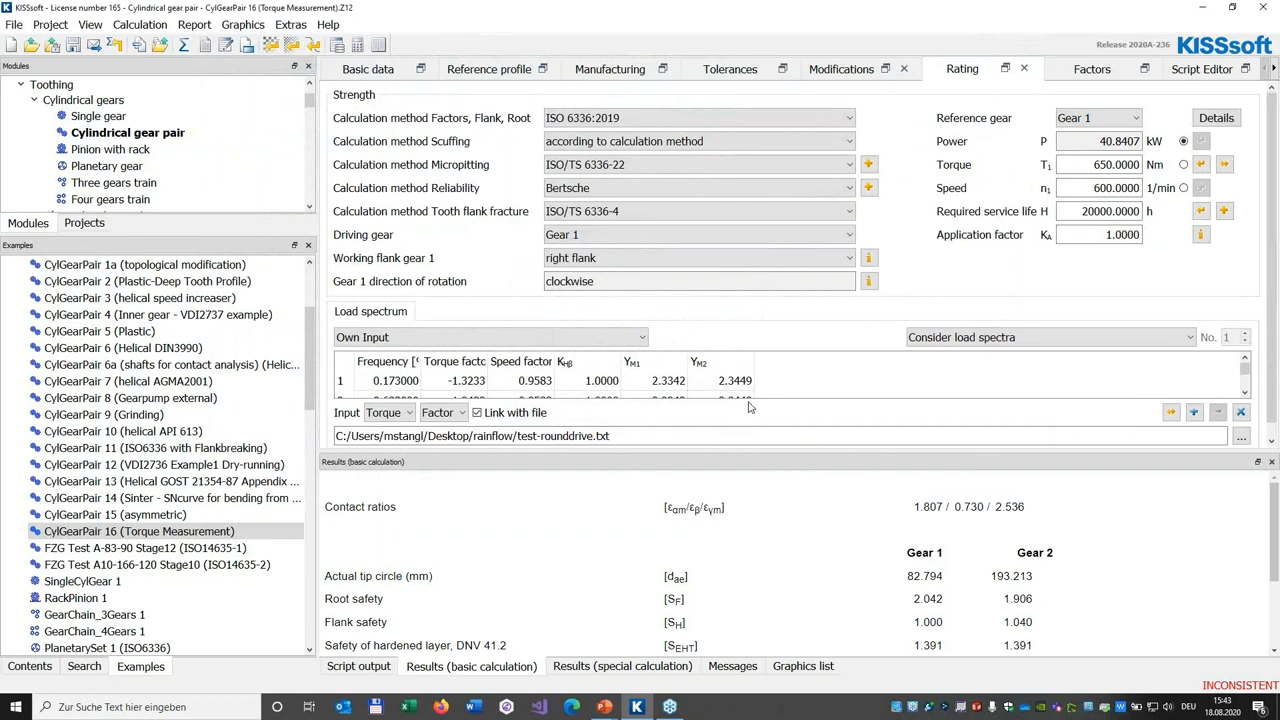 KISSsoft - License number 165 - Cylindrical gear pair - CylGearPair 16 (Torque Measurement).Z12
File Project View Calculation Report Graphics Extras Help
Release 2020A-236 KISSsoft
Modules
Toothing
Cylindrical gears
Single gear
Cylindrical gear pair
Pinion with rack
Planetary gear
Three gears train
Four gears train
Modules Projects
Examples
CylGearPair 1a (topological modification)
CylGearPair 2 (Plastic-Deep Tooth Profile)
CylGearPair 3 (helical speed increaser)
CylGearPair 4 (Inner gear - VDI2737 example)
CylGearPair 5 (Plastic)
CylGearPair 6 (Helical DIN3990)
CylGearPair 6a (shafts for contact analysis) (Helic...
CylGearPair 7 (helical AGMA2001)
CylGearPair 8 (Gearpump external)
CylGearPair 9 (Grinding)
CylGearPair 10 (helical API 613)
CylGearPair 11 (ISO6336 with Flankbreaking)
CylGearPair 12 (VDI2736 Example1 Dry-running)
CylGearPair 13 (Helical GOST 21354-87 Appendix ...
CylGearPair 14 (Sinter - SNcurve for bending from ...
CylGearPair 15 (asymmetric)
CylGearPair 16 (Torque Measurement)
FZG Test A-83-90 Stage12 (ISO14635-1)
FZG Test A10-166-120 Stage10 (ISO14635-2)
SingleCylGear 1
RackPinion 1
GearChain_3Gears 1
GearChain_4Gears 1
PlanetarySet 1 (ISO6336)
Contents Search Examples
Basic data Reference profile Manufacturing Tolerances Modifications Rating Factors Script Editor
Strength
Calculation method Factors, Flank, Root ISO 6336:2019 Reference gear Gear 1 Details
Calculation method Scuffing according to calculation method Power P 40.8407 kW
Calculation method Micropitting ISO/TS 6336-22 Torque T1 650.0000 Nm
Calculation method Reliability Bertsche Speed n1 600.0000 1/min
Calculation method Tooth flank fracture ISO/TS 6336-4 Required service life H 20000.0000 h
Driving gear Gear 1 Application factor KA 1.0000
Working flank gear 1 right flank
Gear 1 direction of rotation clockwise
Load spectrum
Own Input Consider load spectra No. 1
Frequency [% Torque facto Speed factor KHβ YM1 YM2
1 0.173000 -1.3233 0.9583 1.0000 2.3342 2.3449
Input Torque Factor Link with file
C:/Users/mstangl/Desktop/rainflow/test-rounddrive.txt ...
Results (basic calculation)
Contact ratios [εαm/εβ/εγm] 1.807 / 0.730 / 2.536
Gear 1 Gear 2
Actual tip circle (mm) [dae] 82.794 193.213
Root safety [SF] 2.042 1.906
Flank safety [SH] 1.000 1.040
Safety of hardened layer, DNV 41.2 [SEHT] 1.391 1.391
Script output Results (basic calculation) Results (special calculation) Messages Graphics list
INCONSISTENT
Zur Suche Text hier eingeben
DEU
15:43
18.08.2020